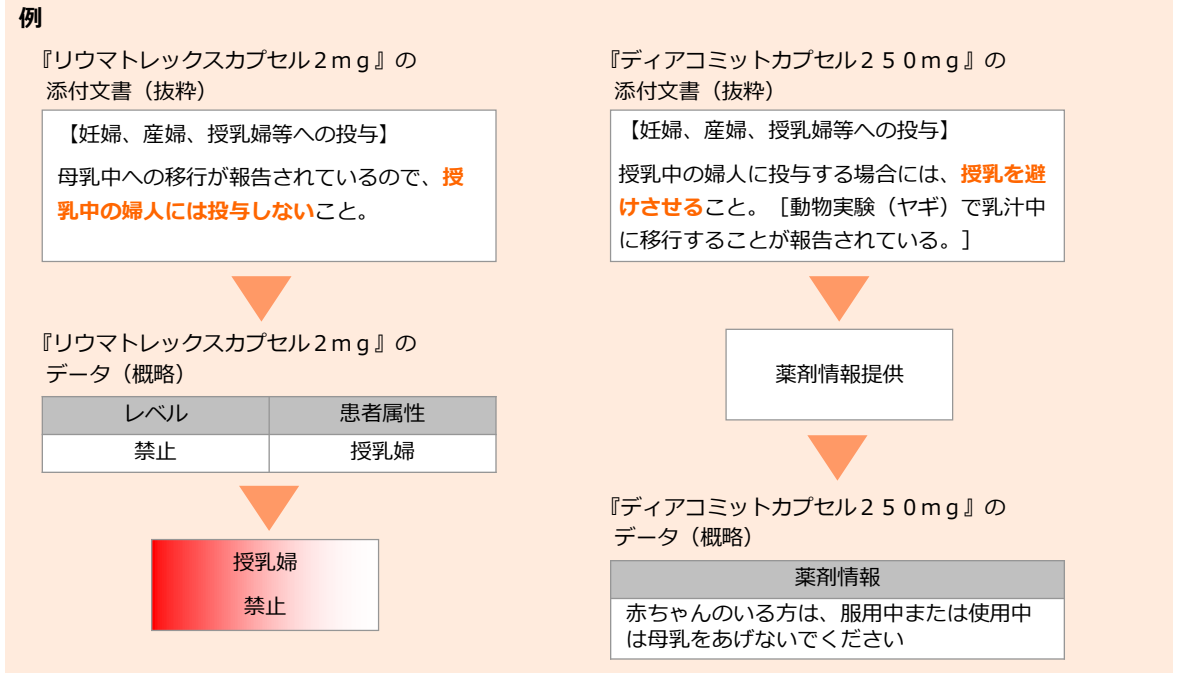 例
『リウマトレックスカプセル2ｍｇ』の
添付文書（抜粋）
【妊婦、産婦、授乳婦等への投与】
母乳中への移行が報告されているので、授
乳中の婦人には投与しないこと。
『リウマトレックスカプセル2ｍｇ』の
データ（概略）
レベル 患者属性
禁止 授乳婦
授乳婦
禁止
『ディアコミットカプセル２５０ｍｇ』の
添付文書（抜粋）
【妊婦、産婦、授乳婦等への投与】
授乳中の婦人に投与する場合には、授乳を避
けさせること。［動物実験（ヤギ）で乳汁中
に移行することが報告されている。］
薬剤情報提供
『ディアコミットカプセル２５０ｍｇ』の
データ（概略）
薬剤情報
赤ちゃんのいる方は、服用中または使用中
は母乳をあげないでください